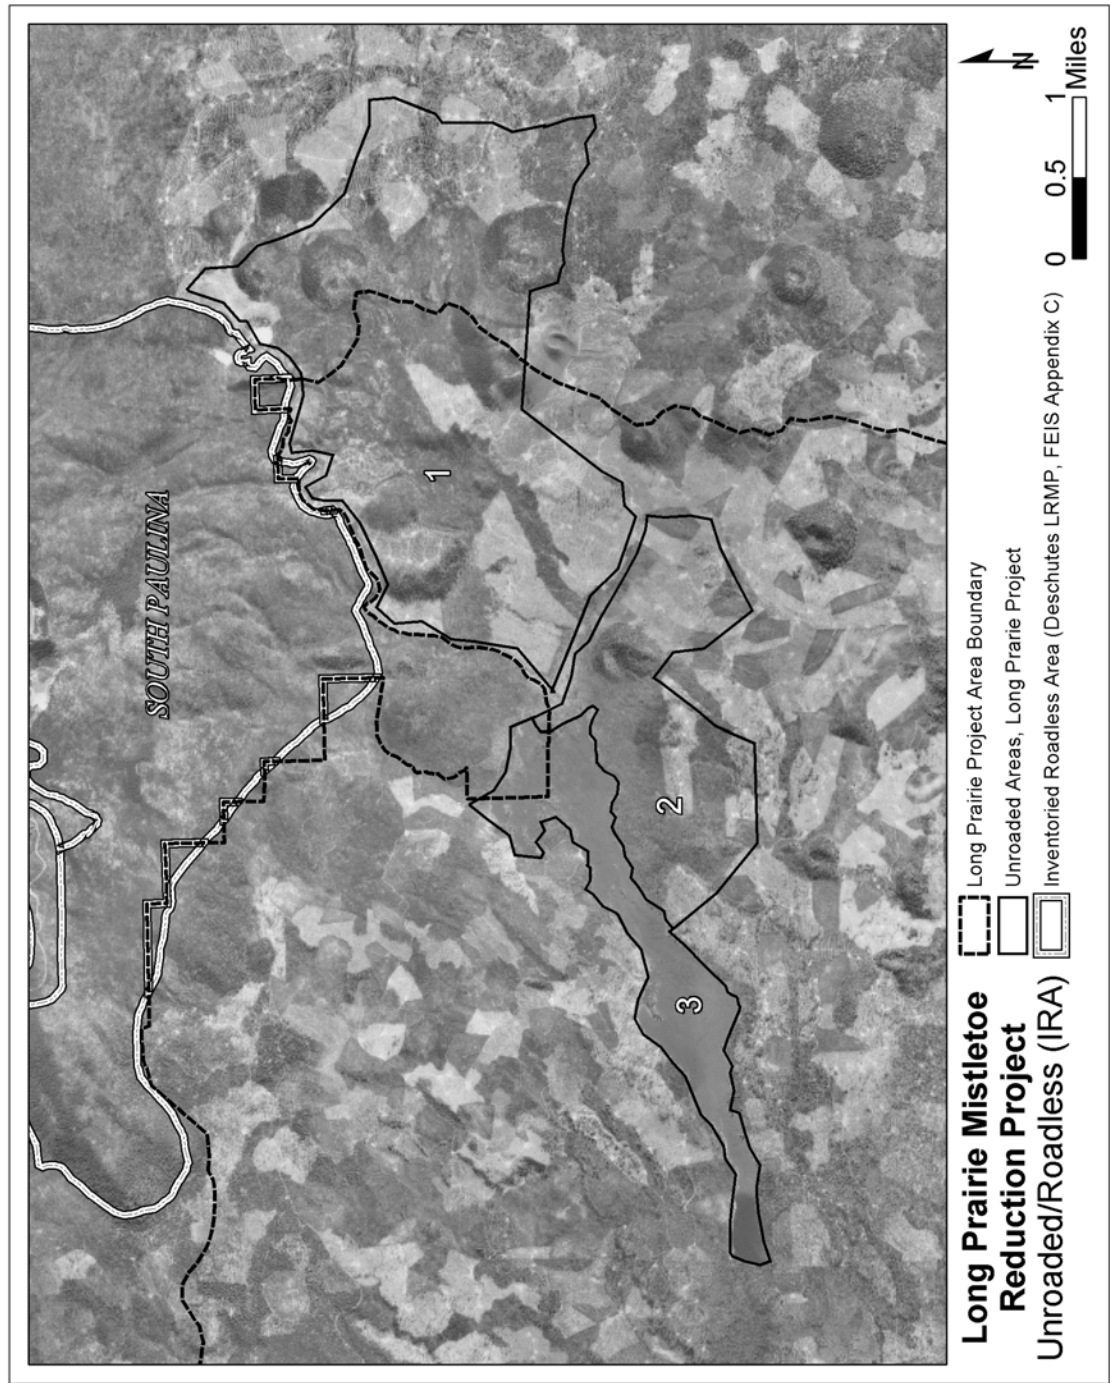 SOUTH PAULINA
1
2
3
Long Prairie Mistletoe
Reduction Project
Unroaded/Roadless (IRA)
Long Prairie Project Area Boundary
Unroaded Areas, Long Prarie Project
Inventoried Roadless Area (Deschutes LRMP, FEIS Appendix C)
N
0 0.5 1 Miles